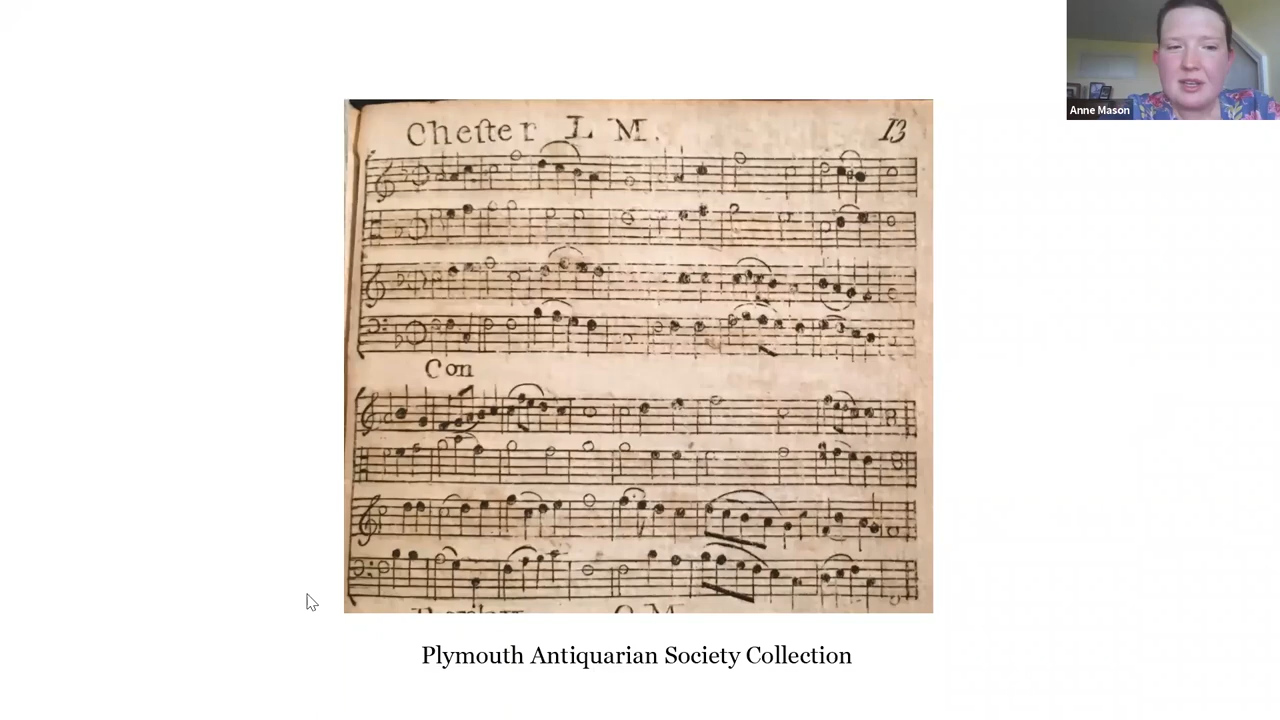 Cheſter L M.
13
Con
Plymouth Antiquarian Society Collection
Anne Mason